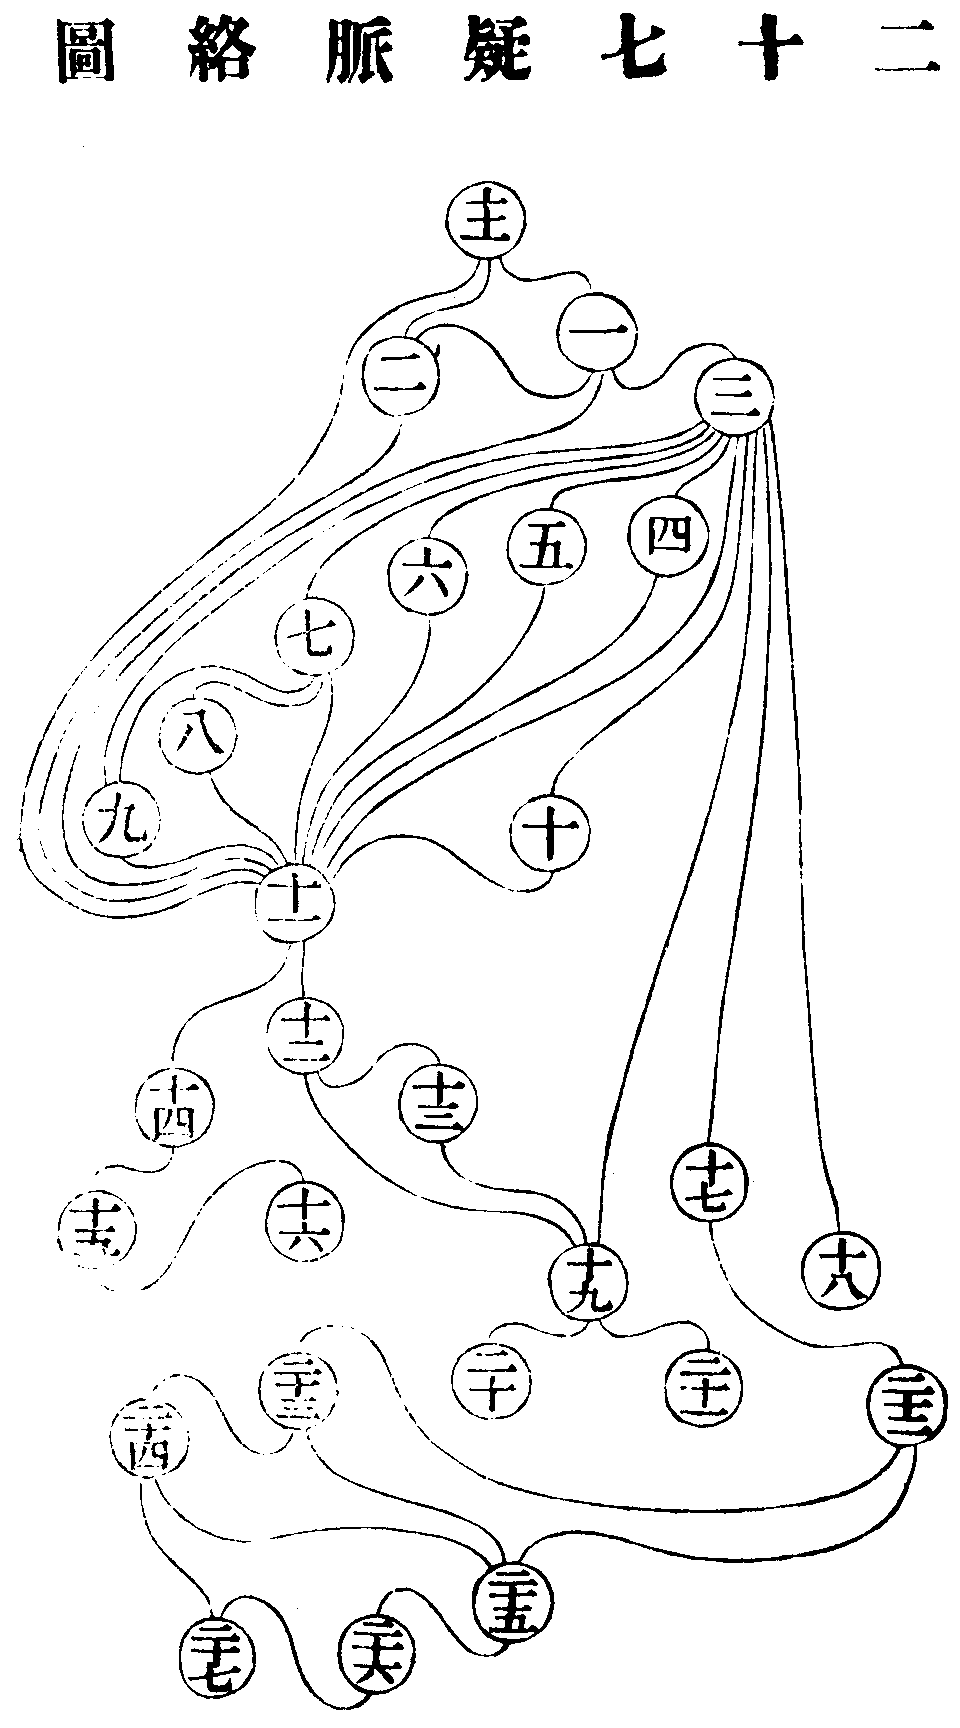 二十七疑脈絡圖
主
一
二
三
四
五
六
七
八
九
十
十一
十二
十三
十四
十五
十六
十七
十八
十九
二十
二十一
二十二
二十三
二十四
二十五
二十六
二十七